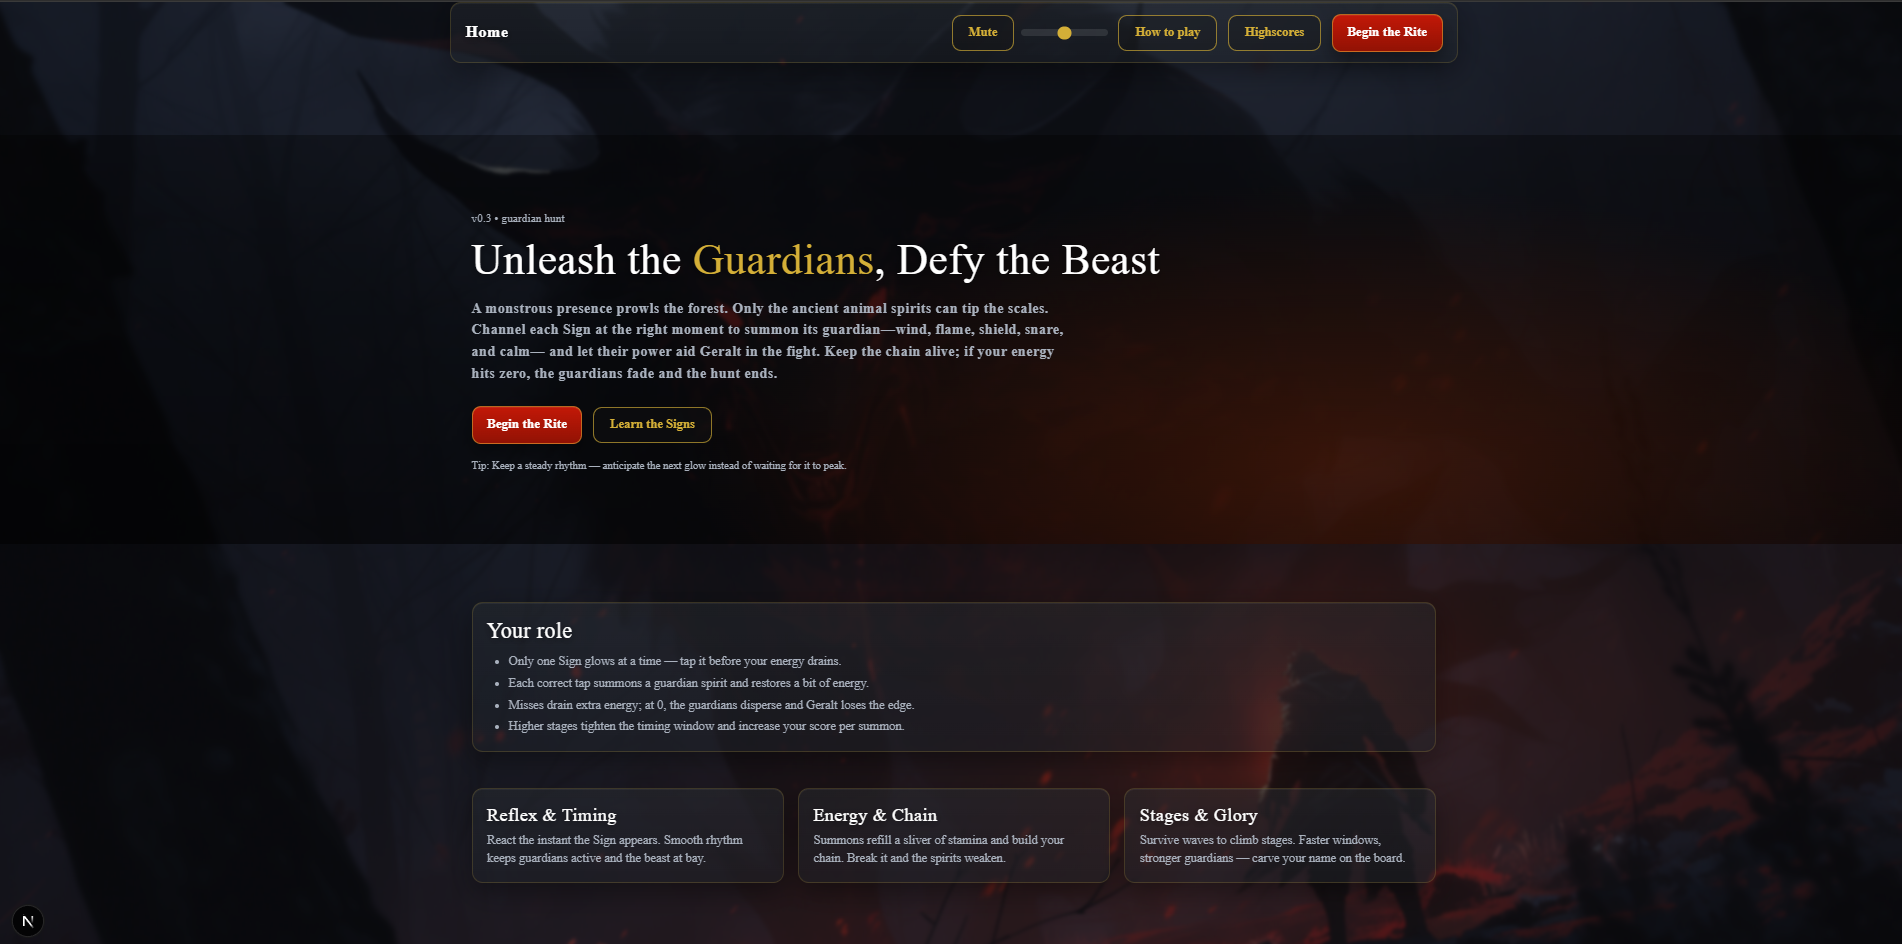 Home
Mute
How to play
Highscores
Begin the Rite
v0.3 • guardian hunt
Unleash the Guardians, Defy the Beast
A monstrous presence prowls the forest. Only the ancient animal spirits can tip the scales.
Channel each Sign at the right moment to summon its guardian—wind, flame, shield, snare,
and calm— and let their power aid Geralt in the fight. Keep the chain alive; if your energy
hits zero, the guardians fade and the hunt ends.
Begin the Rite
Learn the Signs
Tip: Keep a steady rhythm — anticipate the next glow instead of waiting for it to peak.
Your role
• Only one Sign glows at a time — tap it before your energy drains.
• Each correct tap summons a guardian spirit and restores a bit of energy.
• Misses drain extra energy; at 0, the guardians disperse and Geralt loses the edge.
• Higher stages tighten the timing window and increase your score per summon.
Reflex & Timing
React the instant the Sign appears. Smooth rhythm
keeps guardians active and the beast at bay.
Energy & Chain
Summons refill a sliver of stamina and build your
chain. Break it and the spirits weaken.
Stages & Glory
Survive waves to climb stages. Faster windows,
stronger guardians — carve your name on the board.
N